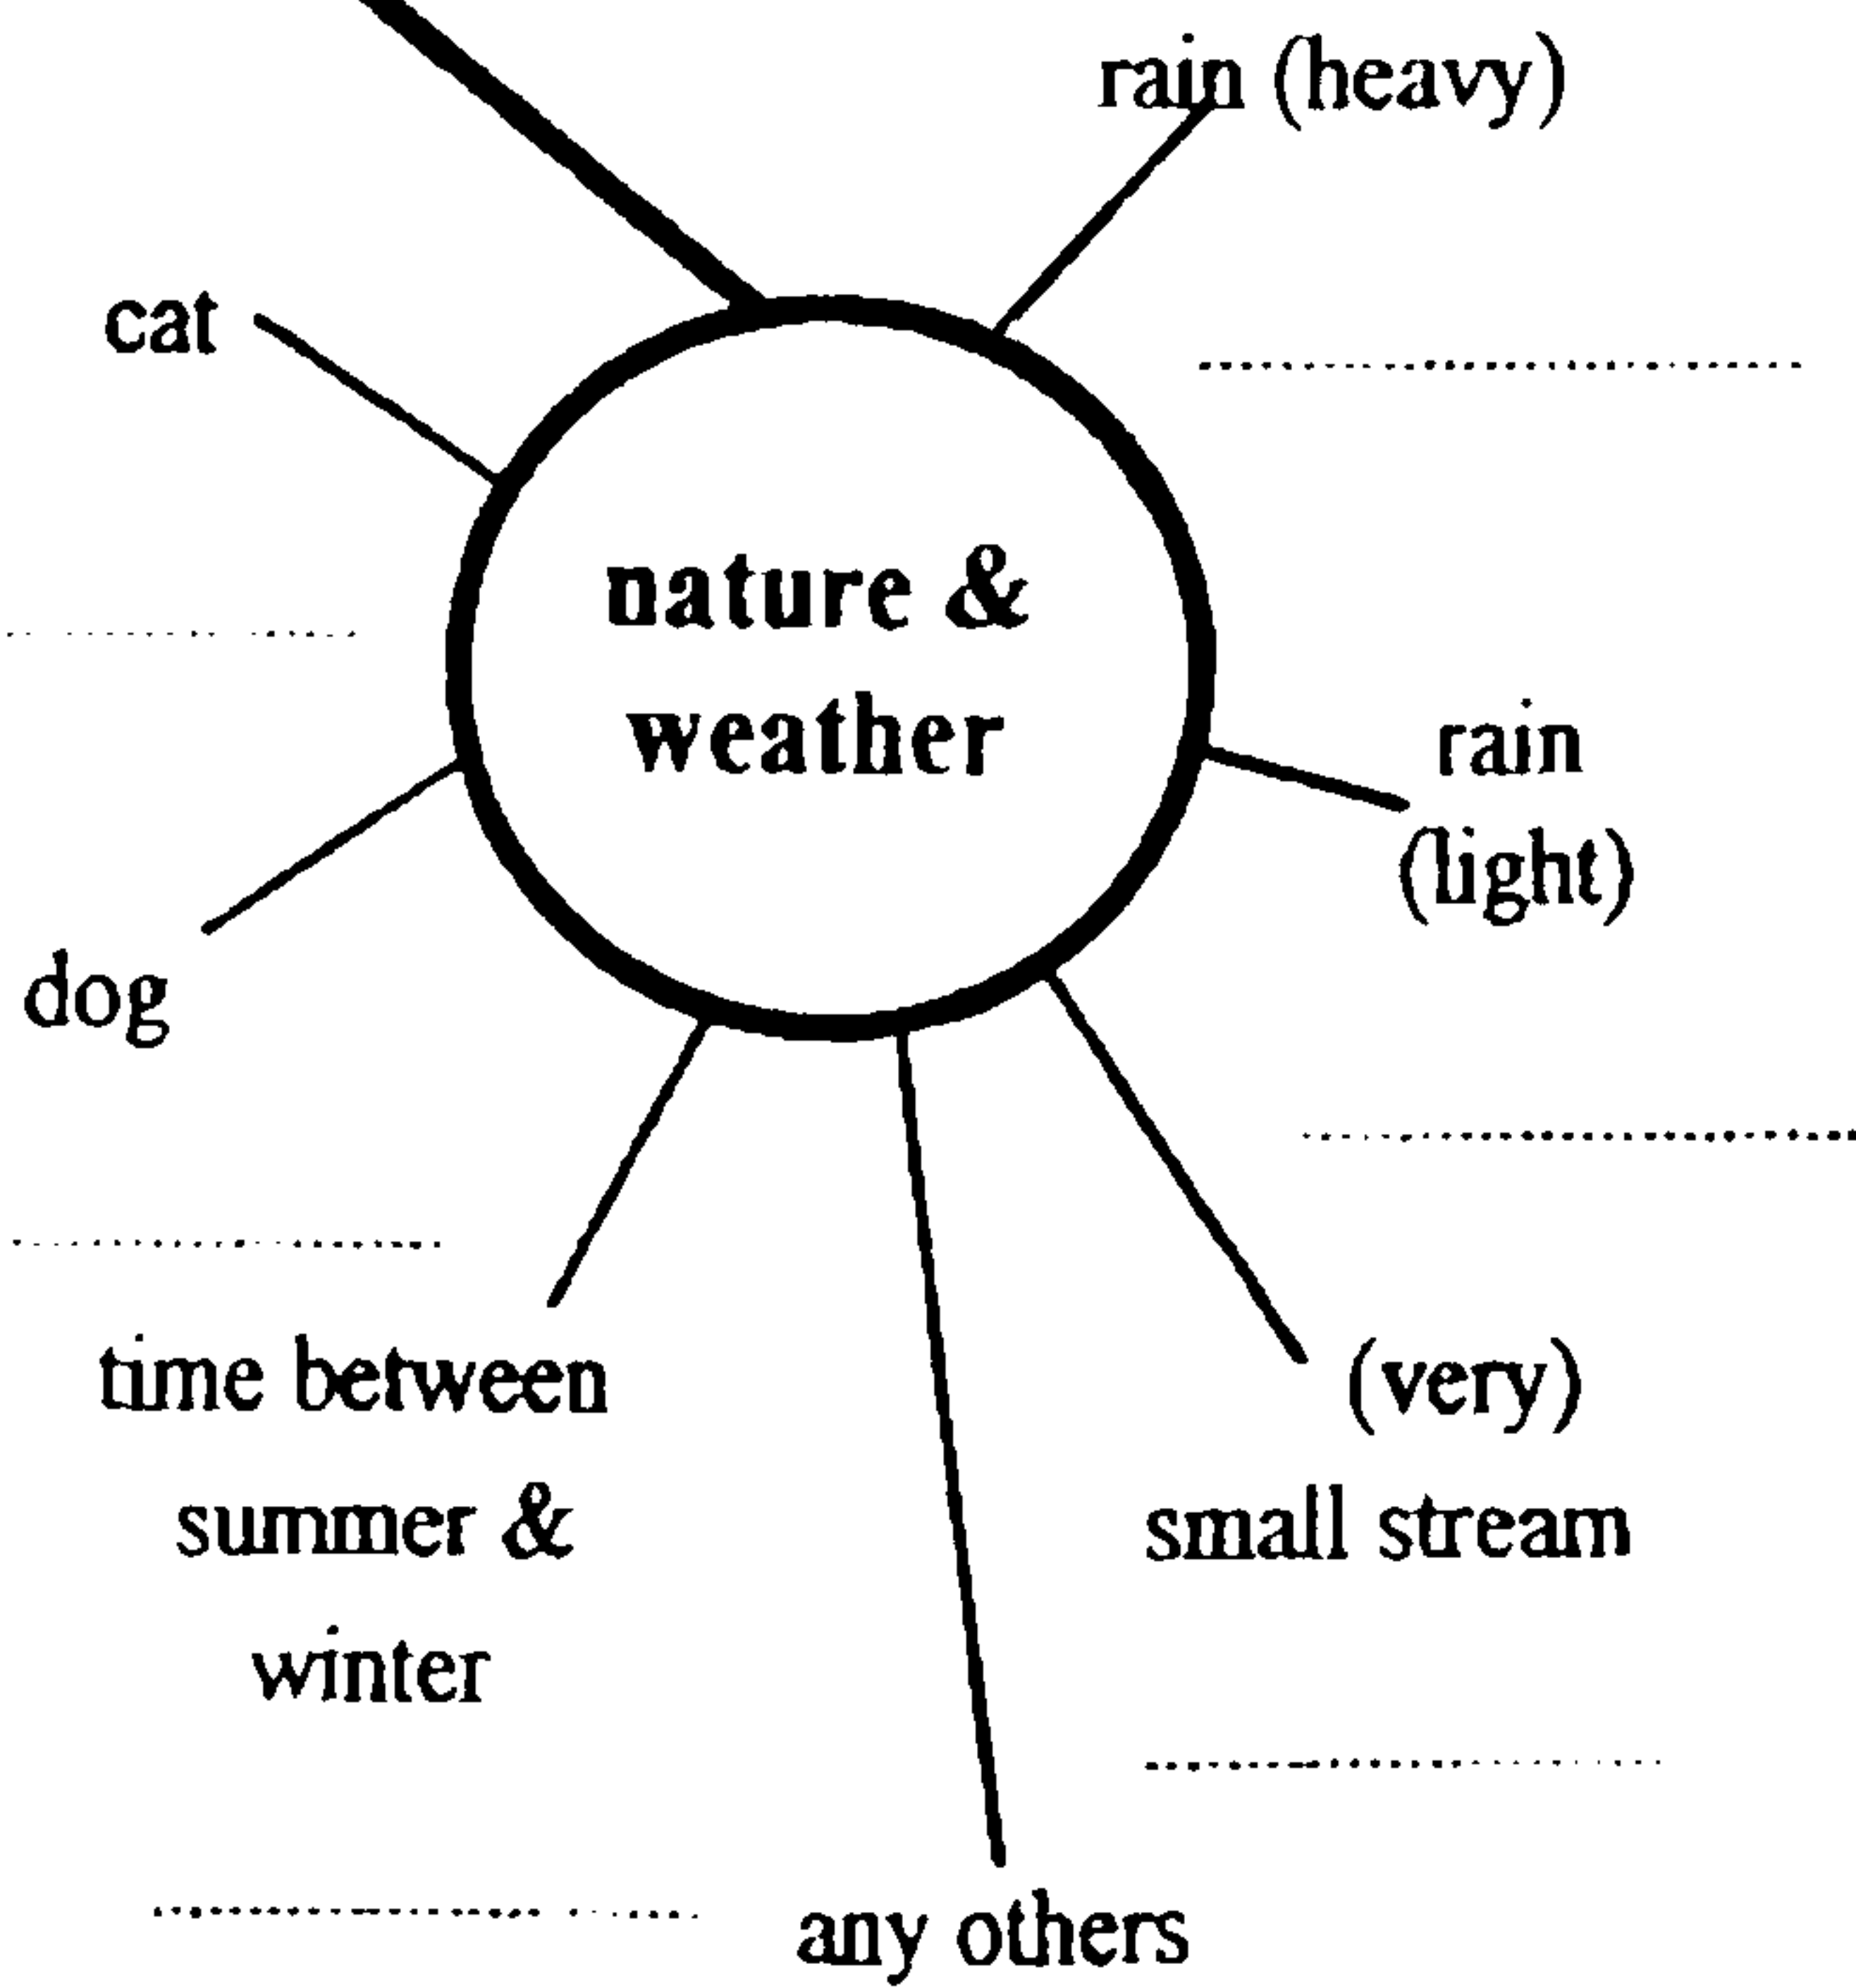 rain (heavy)
cat
nature &
weather
rain
(light)
dog
time between
summer &
winter
(very)
small stream
any others